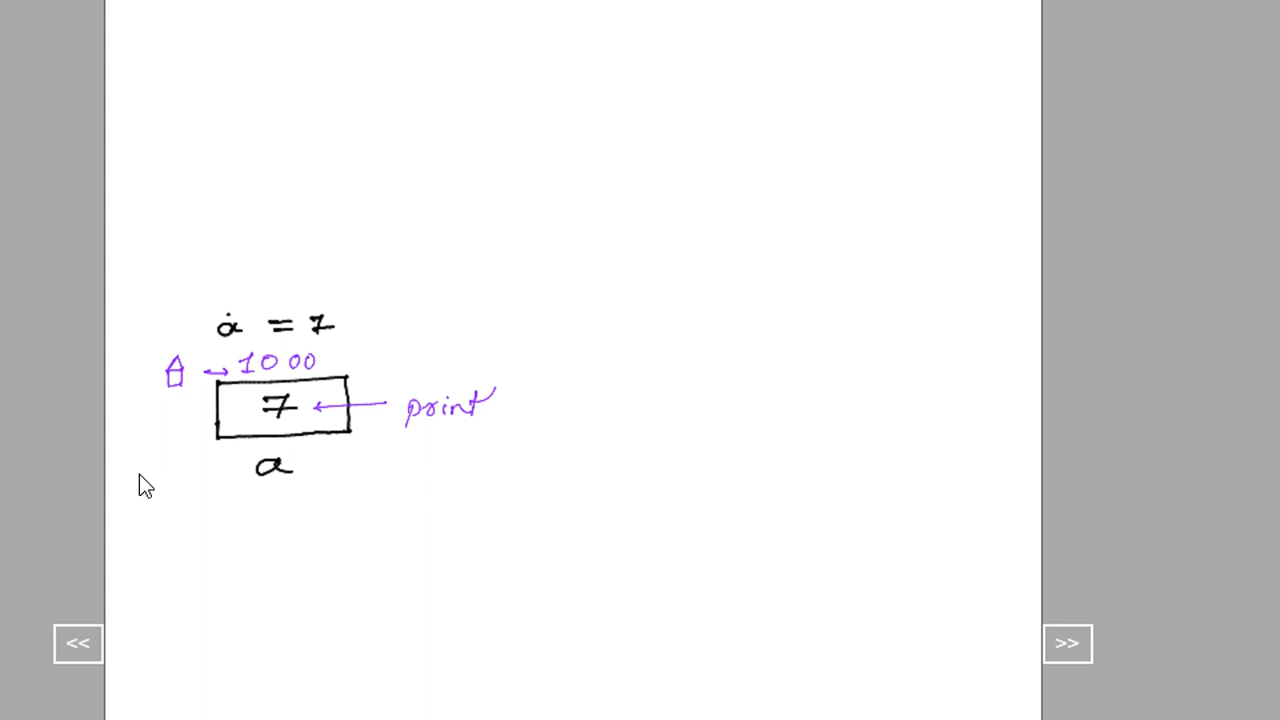 a = 7
1000
7 print
a
<< >>